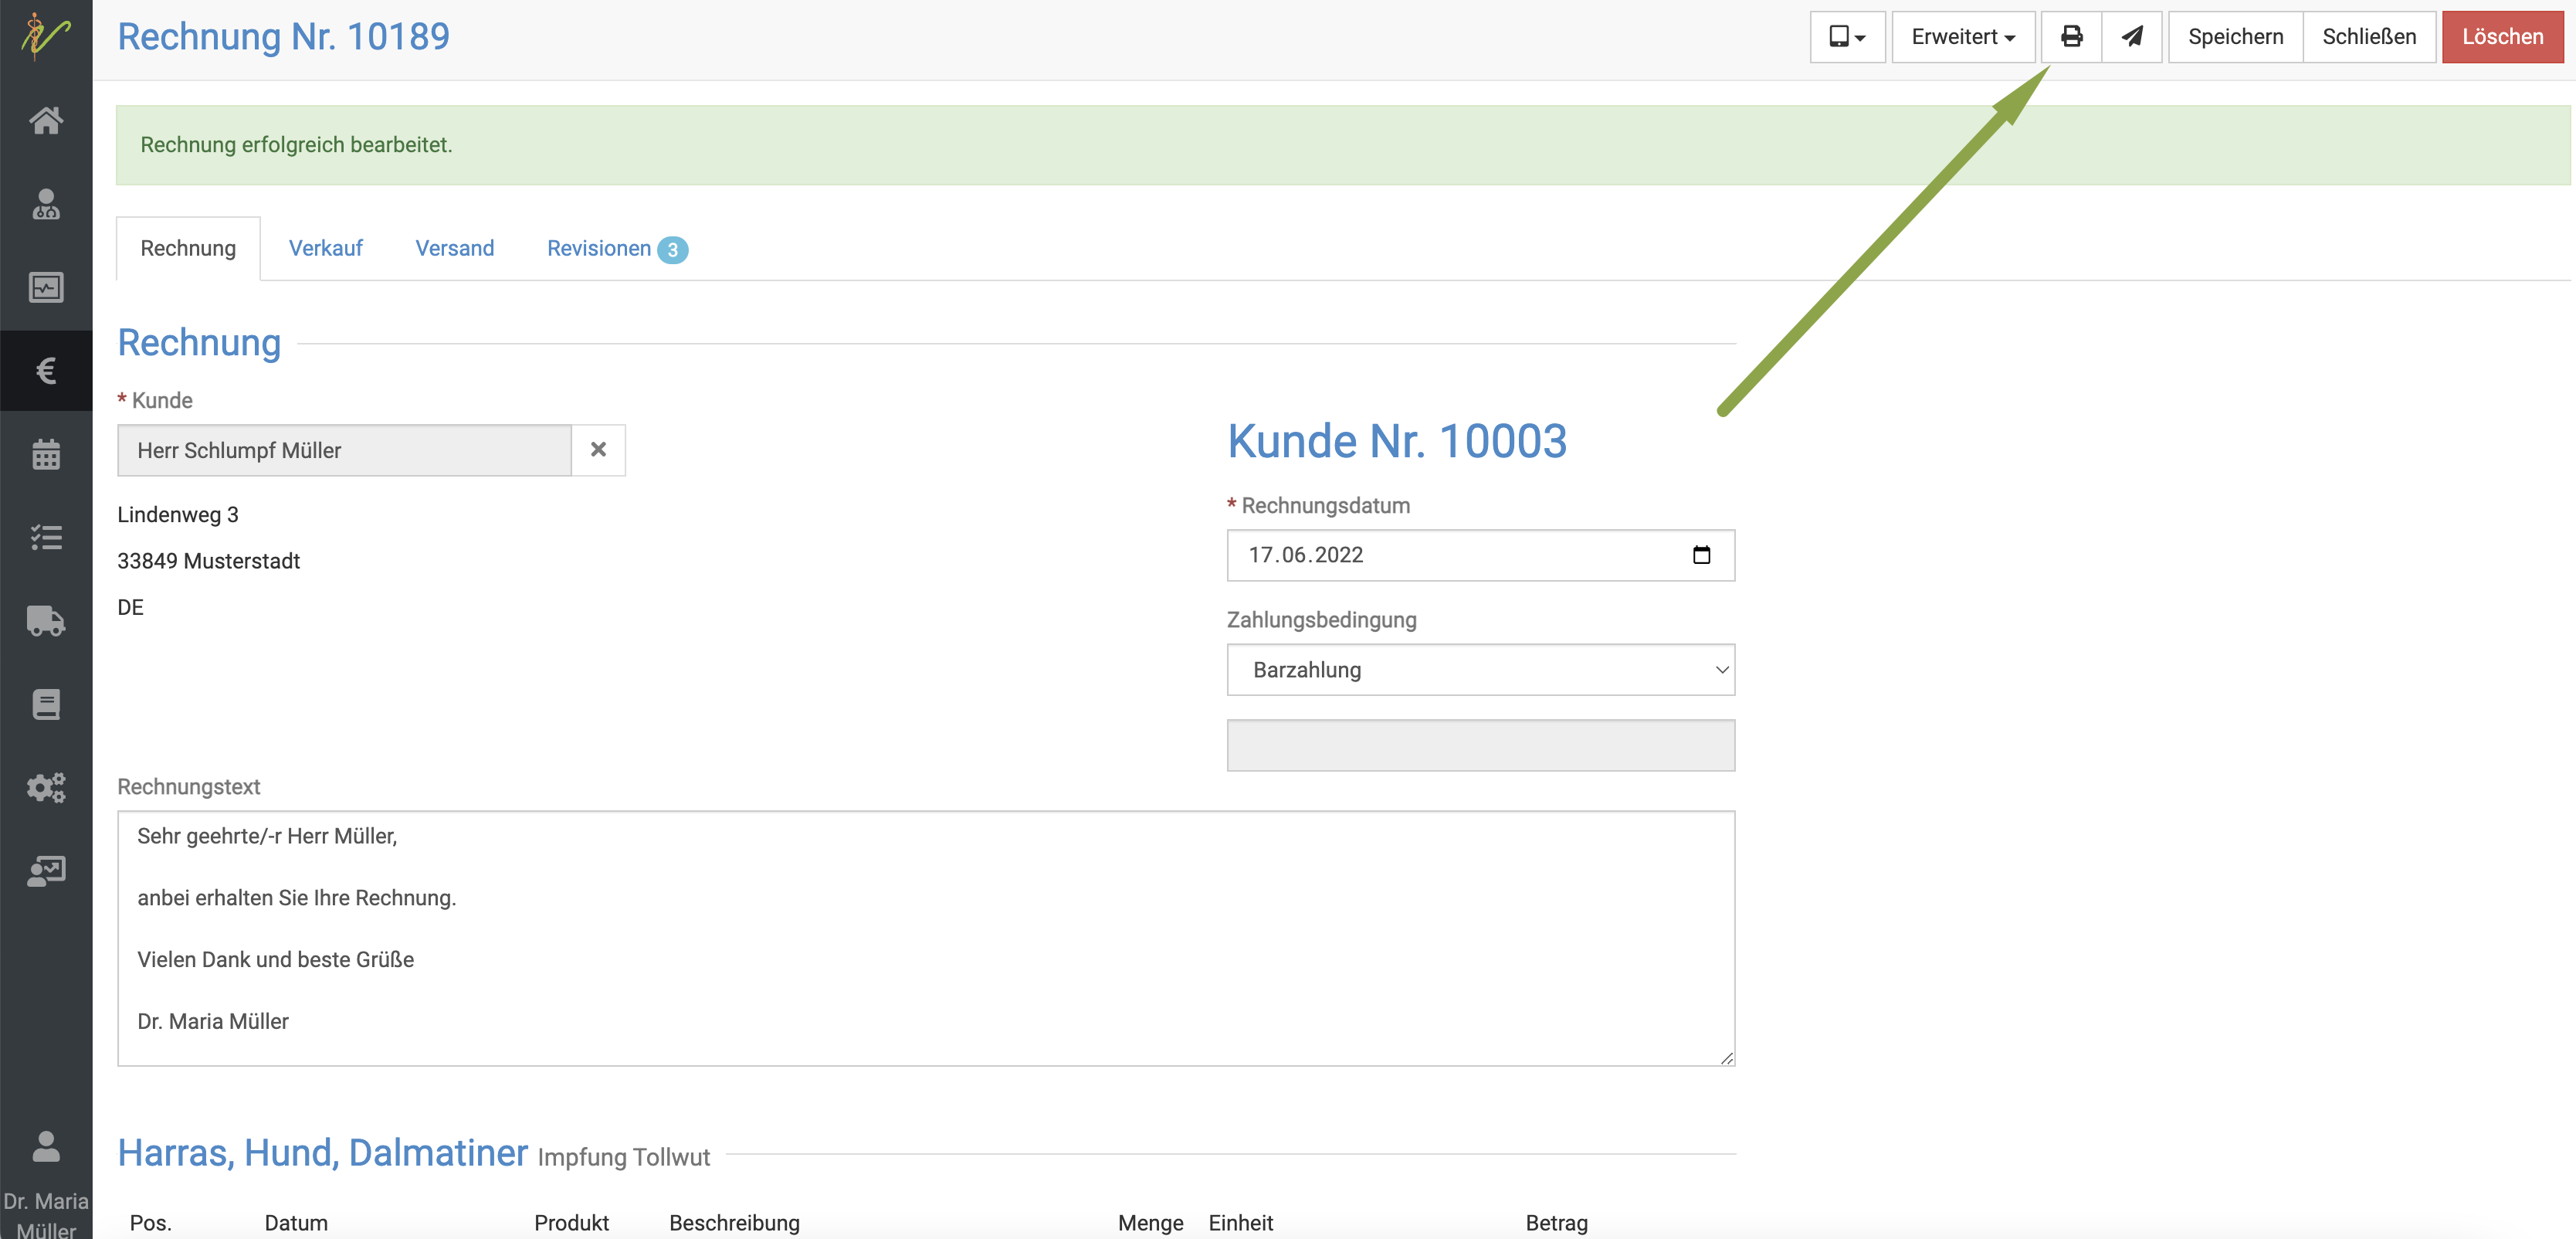 Rechnung Nr. 10189
Erweitert
Speichern
Schließen
Löschen
Rechnung erfolgreich bearbeitet.
Rechnung
Verkauf
Versand
Revisionen 3
Rechnung
* Kunde
Herr Schlumpf Müller
Lindenweg 3
33849 Musterstadt
DE
Kunde Nr. 10003
* Rechnungsdatum
17.06.2022
Zahlungsbedingung
Barzahlung
Rechnungstext
Sehr geehrte/-r Herr Müller,
anbei erhalten Sie Ihre Rechnung.
Vielen Dank und beste Grüße
Dr. Maria Müller
Harras, Hund, Dalmatiner Impfung Tollwut
Pos. Datum Produkt Beschreibung Menge Einheit Betrag
Dr. Maria
Müller